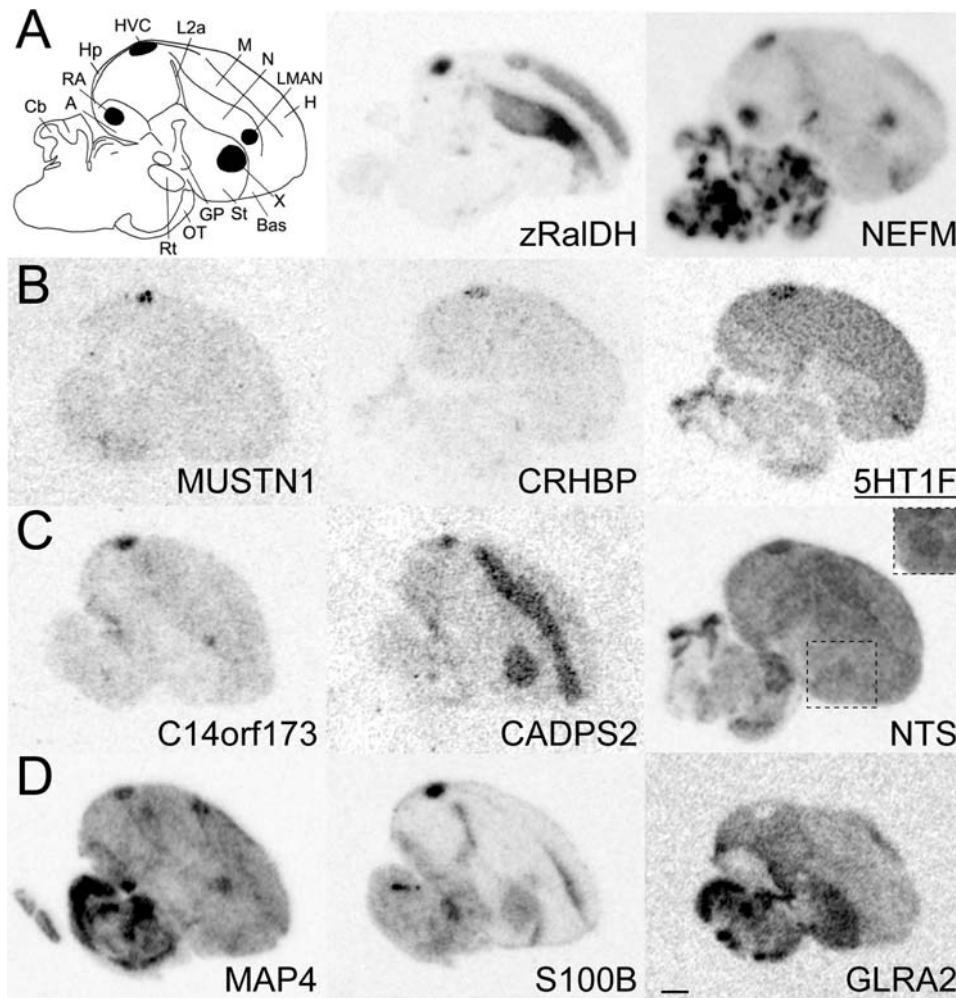 A
HVC
L2a
Hp
M
N
RA
LMAN
A
H
Cb
X
GP
St
Bas
OT
Rt
zRalDH
NEFM
B
MUSTN1
CRHBP
5HT1F
C
C14orf173
CADPS2
NTS
D
MAP4
S100B
GLRA2